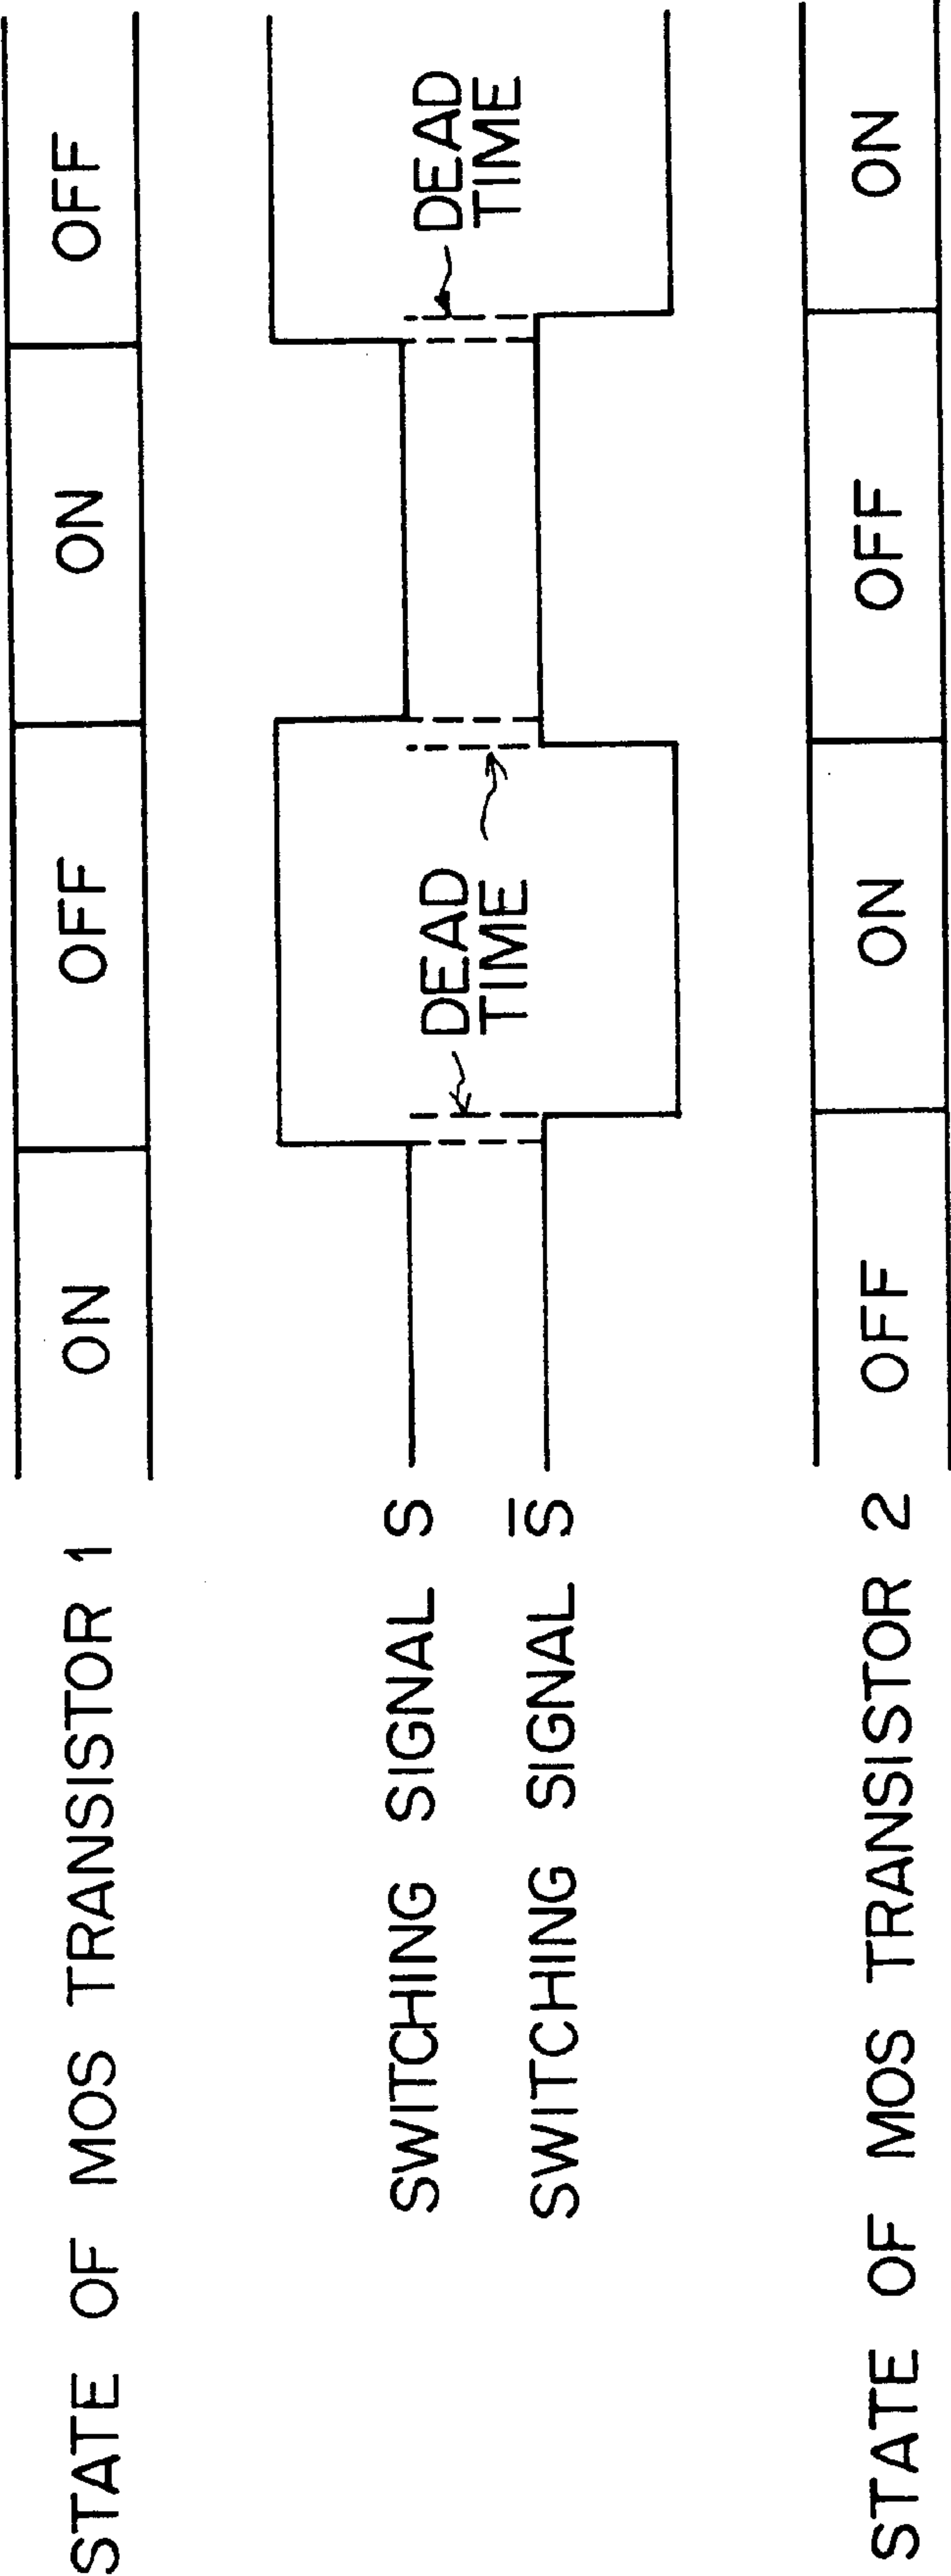 STATE OF MOS TRANSISTOR 1
ON
OFF
ON
OFF
SWITCHING SIGNAL S
SWITCHING SIGNAL S̅
DEAD
TIME
DEAD
TIME
STATE OF MOS TRANSISTOR 2
OFF
ON
OFF
ON